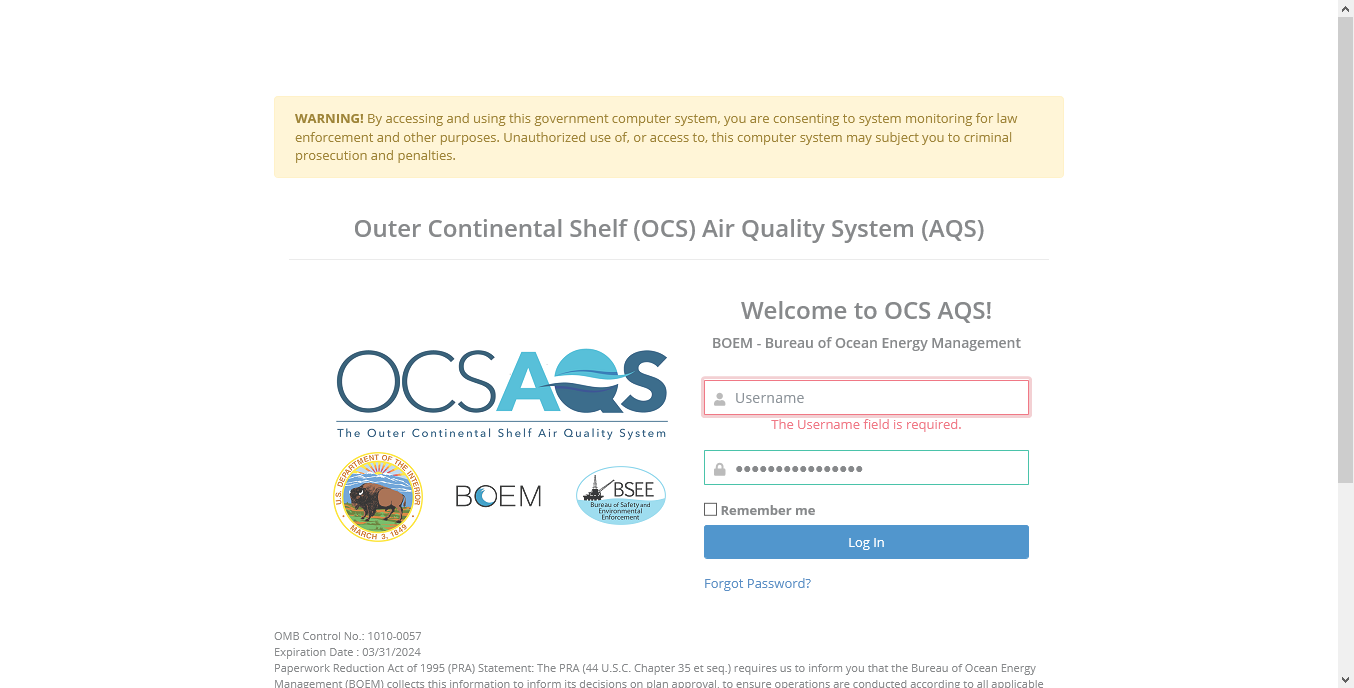 WARNING! By accessing and using this government computer system, you are consenting to system monitoring for law
enforcement and other purposes. Unauthorized use of, or access to, this computer system may subject you to criminal
prosecution and penalties.
Outer Continental Shelf (OCS) Air Quality System (AQS)
Welcome to OCS AQS!
BOEM - Bureau of Ocean Energy Management
OCSAQS
The Outer Continental Shelf Air Quality System
Username
The Username field is required.
U.S. DEPARTMENT OF THE INTERIOR
MARCH 3, 1849
BOEM
BSEE
Bureau of Safety and
Environmental
Enforcement
Remember me
Log In
Forgot Password?
OMB Control No.: 1010-0057
Expiration Date : 03/31/2024
Paperwork Reduction Act of 1995 (PRA) Statement: The PRA (44 U.S.C. Chapter 35 et seq.) requires us to inform you that the Bureau of Ocean Energy
Management (BOEM) collects this information to inform its decisions on plan approval, to ensure operations are conducted according to all applicable